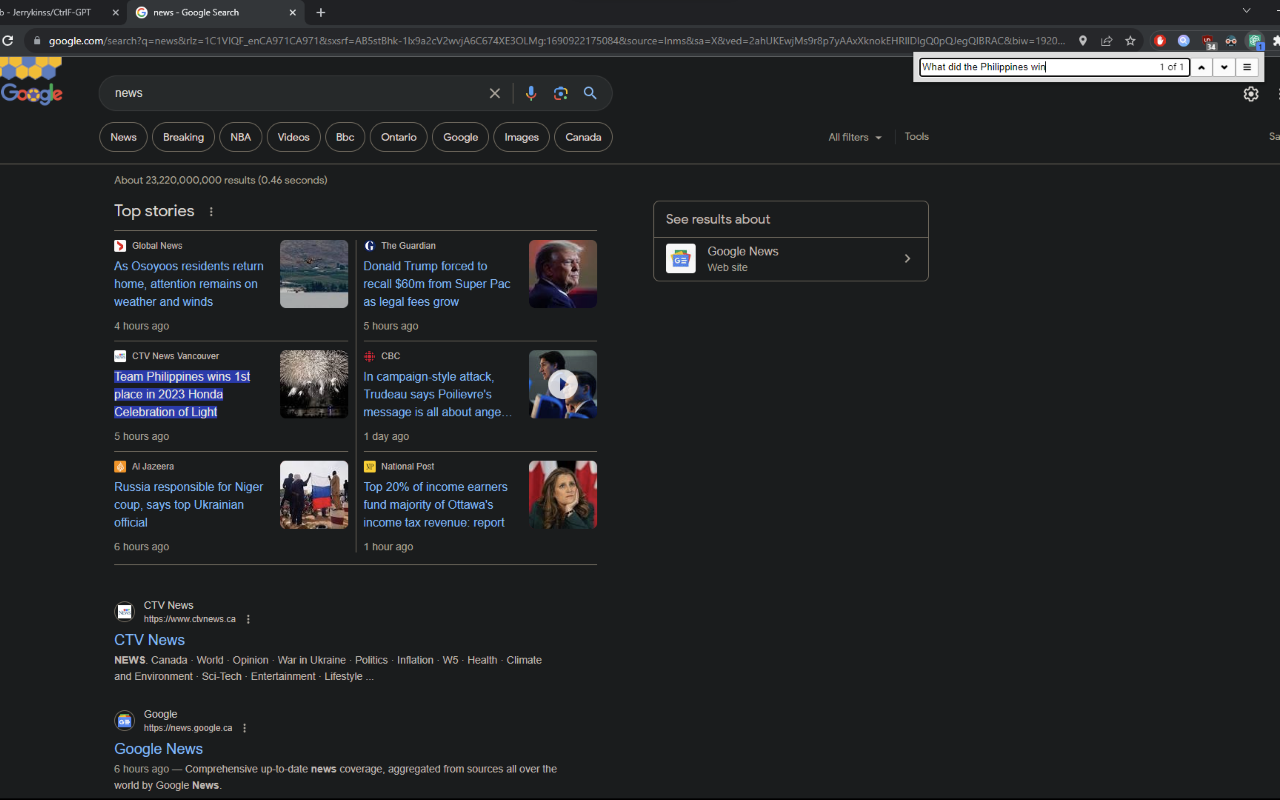 b - Jerrykinss/CtrlF-GPT
news - Google Search
google.com/search?q=news&rlz=1C1VIQF_enCA971CA971&sxsrf=AB5stBhk-1lx9a2cV2wvjA6C674XE3OLMg:1690922175084&source=lnms&sa=X&ved=2ahUKEwjMs9r8p7yAAxXknokEHRIIDIgQ0pQJegQIBRAC&biw=1920...
34
1
What did the Philippines win
1 of 1
Google
news
News
Breaking
NBA
Videos
Bbc
Ontario
Google
Images
Canada
All filters
Tools
Sa
About 23,220,000,000 results (0.46 seconds)
Top stories
Global News
As Osoyoos residents return
home, attention remains on
weather and winds
4 hours ago
The Guardian
Donald Trump forced to
recall $60m from Super Pac
as legal fees grow
5 hours ago
CTV News Vancouver
Team Philippines wins 1st
place in 2023 Honda
Celebration of Light
5 hours ago
CBC
In campaign-style attack,
Trudeau says Poilievre's
message is all about ange...
1 day ago
Al Jazeera
Russia responsible for Niger
coup, says top Ukrainian
official
6 hours ago
National Post
Top 20% of income earners
fund majority of Ottawa's
income tax revenue: report
1 hour ago
See results about
Google News
Web site
CTV News
https://www.ctvnews.ca
CTV News
NEWS. Canada · World · Opinion · War in Ukraine · Politics · Inflation · W5 · Health · Climate
and Environment · Sci-Tech · Entertainment · Lifestyle ...
Google
https://news.google.ca
Google News
6 hours ago — Comprehensive up-to-date news coverage, aggregated from sources all over the
world by Google News.